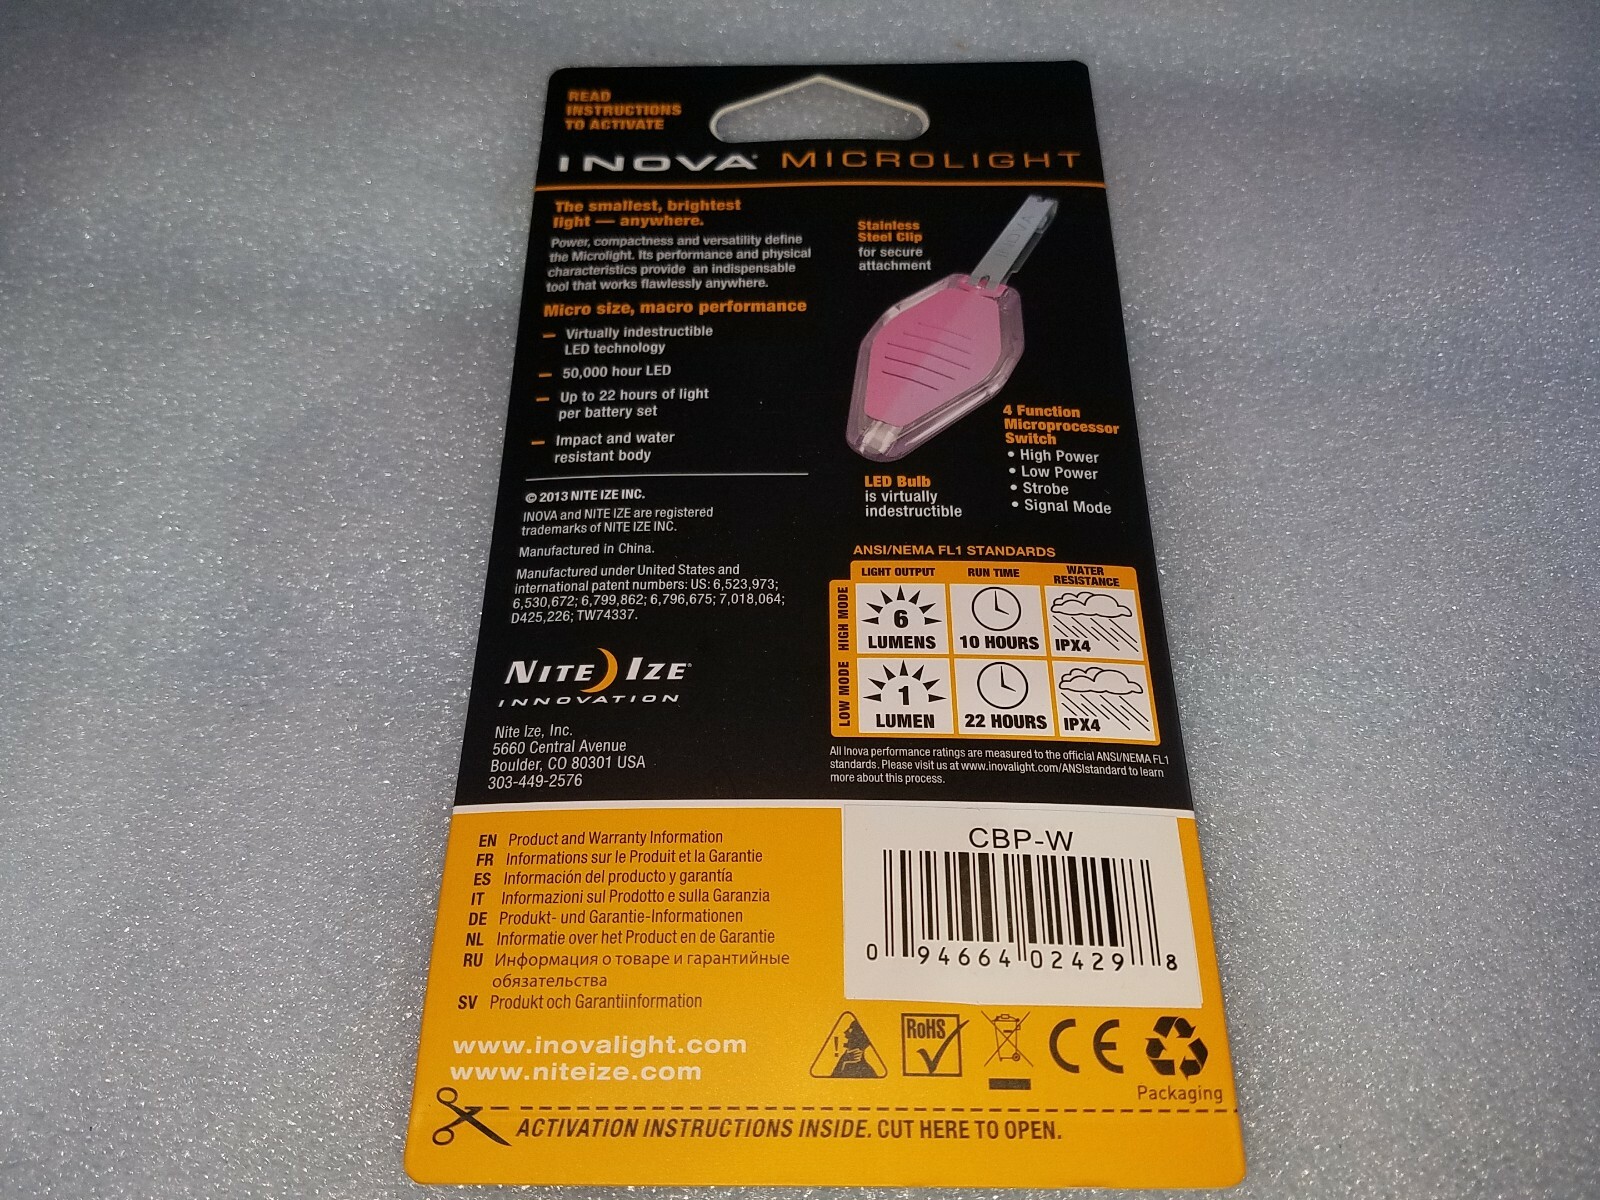 READ
INSTRUCTIONS
TO ACTIVATE
INOVA® MICROLIGHT
The smallest, brightest
light — anywhere.
Power, compactness and versatility define
the Microlight. Its performance and physical
characteristics provide an indispensable
tool that works flawlessly anywhere.
Micro size, macro performance
– Virtually indestructible
LED technology
– 50,000 hour LED
– Up to 22 hours of light
per battery set
– Impact and water
resistant body
Stainless
Steel Clip
for secure
attachment
INOVA
4 Function
Microprocessor
Switch
• High Power
• Low Power
• Strobe
• Signal Mode
LED Bulb
is virtually
indestructible
© 2013 NITE IZE INC.
INOVA and NITE IZE are registered
trademarks of NITE IZE INC.
Manufactured in China.
Manufactured under United States and
international patent numbers: US: 6,523,973;
6,530,672; 6,799,862; 6,796,675; 7,018,064;
D425,226; TW74337.
NITE IZE®
INNOVATION
Nite Ize, Inc.
5660 Central Avenue
Boulder, CO 80301 USA
303-449-2576
ANSI/NEMA FL1 STANDARDS
LIGHT OUTPUT RUN TIME WATER
RESISTANCE
HIGH MODE
6
LUMENS 10 HOURS IPX4
LOW MODE
1
LUMEN 22 HOURS IPX4
All Inova performance ratings are measured to the official ANSI/NEMA FL1
standards. Please visit us at www.inovalight.com/ANSIstandard to learn
more about this process.
EN Product and Warranty Information
FR Informations sur le Produit et la Garantie
ES Información del producto y garantía
IT Informazioni sul Prodotto e sulla Garanzia
DE Produkt- und Garantie-Informationen
NL Informatie over het Product en de Garantie
RU Информация о товаре и гарантийные
обязательства
SV Produkt och Garantiinformation
CBP-W
0 94664 02429 8
www.inovalight.com
www.niteize.com
!
RoHS
CE
Packaging
ACTIVATION INSTRUCTIONS INSIDE. CUT HERE TO OPEN.